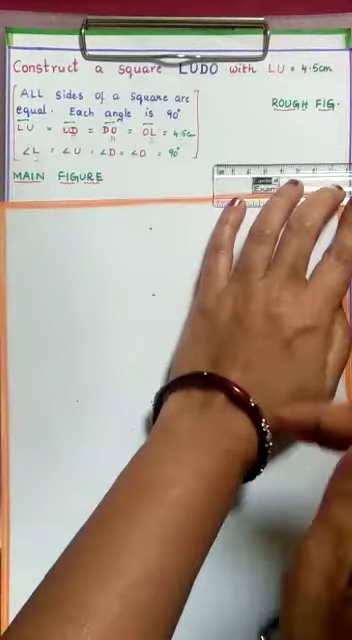 Construct a square LUDO with LU = 4.5cm
[ALL sides of a square are
equal. Each angle is 90°
LU = UD = DO = OL = 4.5cm
∠L = ∠U = ∠D = ∠O = 90°]
ROUGH FIG.
MAIN FIGURE